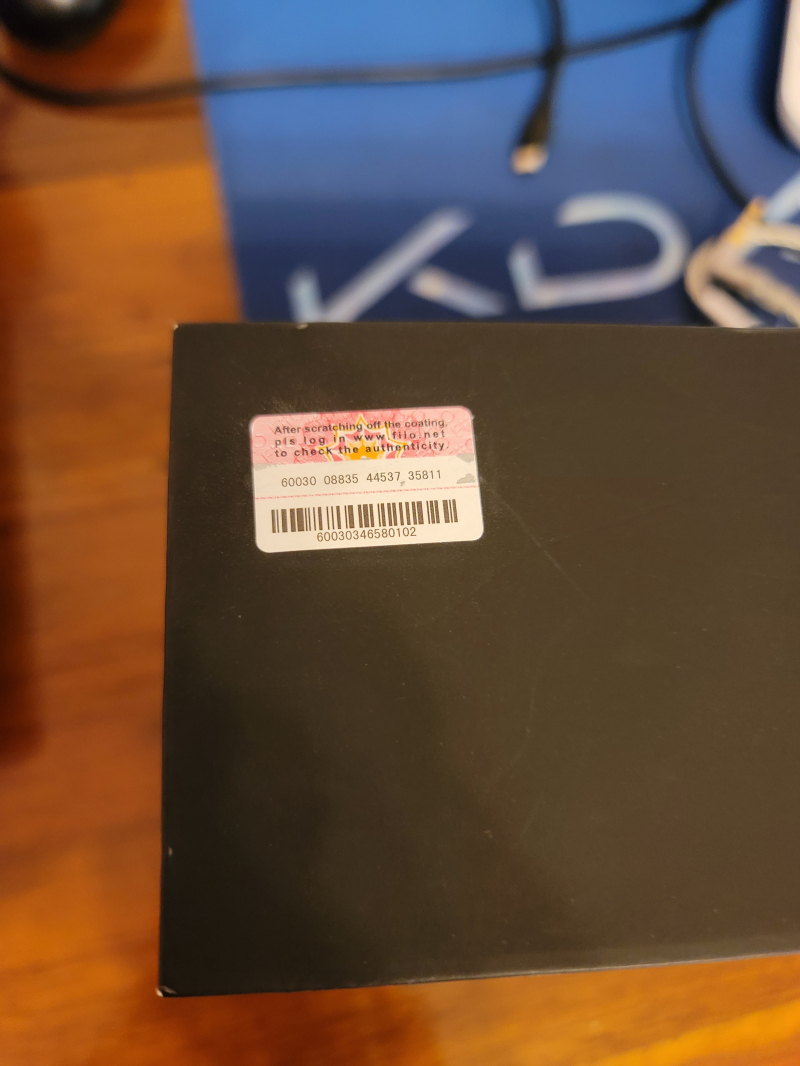 After scratching off the coating,
pls log in www.fiio.net
to check the authenticity.
60030 08835 44537 35811
60030346580102